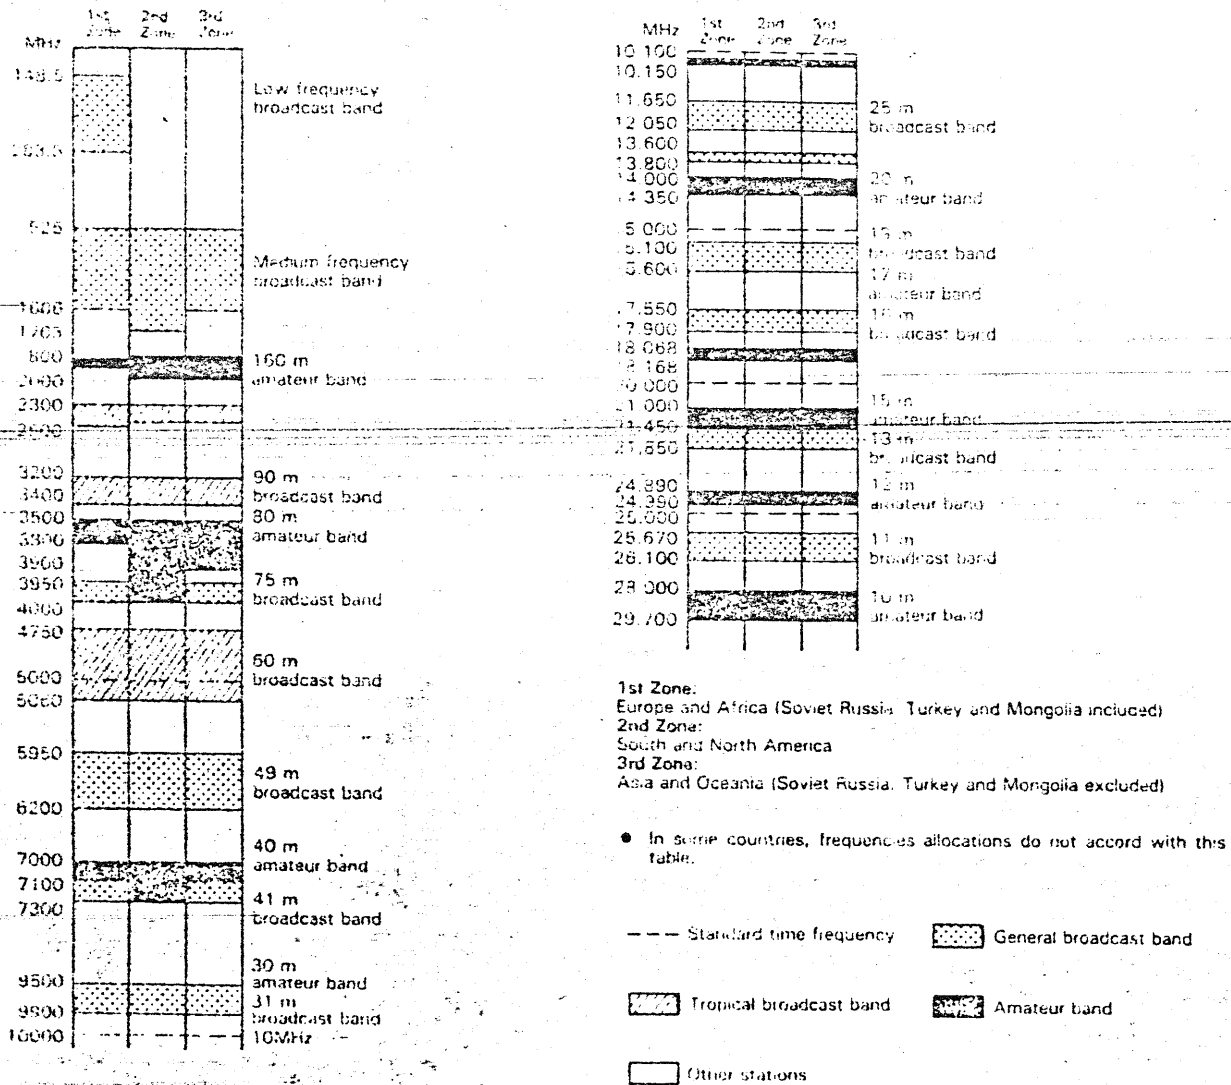 1st 2nd 3rd
Zone Zone Zone
MHz
148.5
Low frequency
broadcast band
283.5
526
Medium frequency
broadcast band
1606
1705
1800
160 m
amateur band
2000
2300
2500
3200
90 m
3400
broadcast band
3500
80 m
3800
amateur band
3900
3950
75 m
broadcast band
4000
4750
60 m
5000
broadcast band
5060
5950
49 m
broadcast band
6200
7000
40 m
amateur band
7100
41 m
7300
broadcast band
30 m
9500
amateur band
31 m
9900
broadcast band
10000
10MHz
1st 2nd 3rd
MHz Zone Zone Zone
10.100
10.150
11.650
25 m
12.050
broadcast band
13.600
13.800
14.000
20 m
14.350
amateur band
15.000
15.100
broadcast band
15.600
17 m
amateur band
17.550
16 m
17.900
broadcast band
18.068
18.168
20.000
21.000
15 m
21.450
amateur band
13 m
21.850
broadcast band
24.890
12 m
24.990
amateur band
25.000
25.670
11 m
26.100
broadcast band
28.000
10 m
29.700
amateur band
1st Zone:
Europe and Africa (Soviet Russia, Turkey and Mongolia included)
2nd Zone:
South and North America
3rd Zone:
Asia and Oceania (Soviet Russia, Turkey and Mongolia excluded)
● In some countries, frequencies allocations do not accord with this
table.
Standard time frequency
General broadcast band
Tropical broadcast band
Amateur band
Other stations